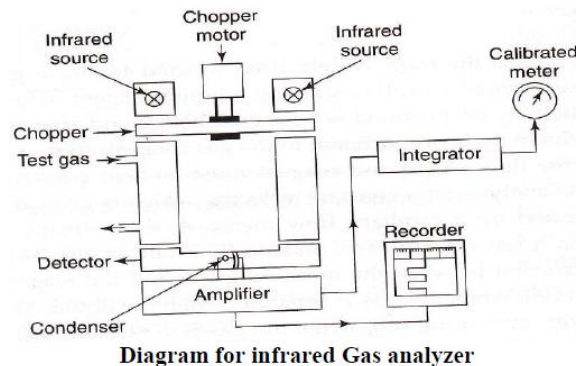 Chopper
motor
Infrared
source
Infrared
source
Calibrated
meter
Chopper
Test gas
Integrator
Recorder
Detector
Amplifier
Condenser
Diagram for infrared Gas analyzer